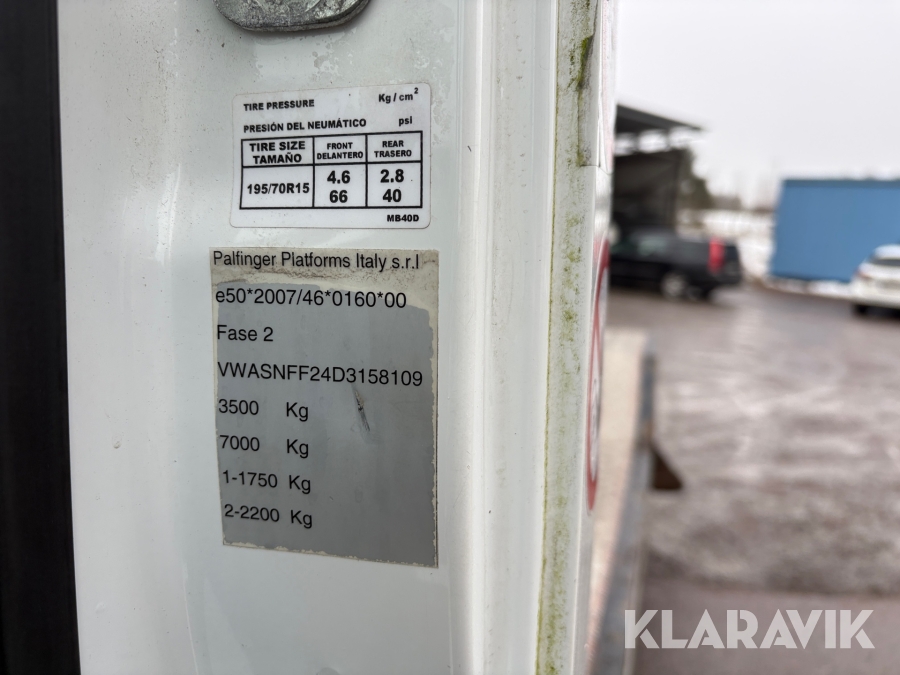 TIRE PRESSURE Kg/cm²
PRESIÓN DEL NEUMÁTICO psi
TIRE SIZE FRONT REAR
TAMAÑO DELANTERO TRASERO
195/70R15 4.6 2.8
66 40
MB40D
Palfinger Platforms Italy s.r.l
e50*2007/46*0160*00
Fase 2
VWASNFF24D3158109
3500 Kg
7000 Kg
1-1750 Kg
2-2200 Kg
KLARAVIK